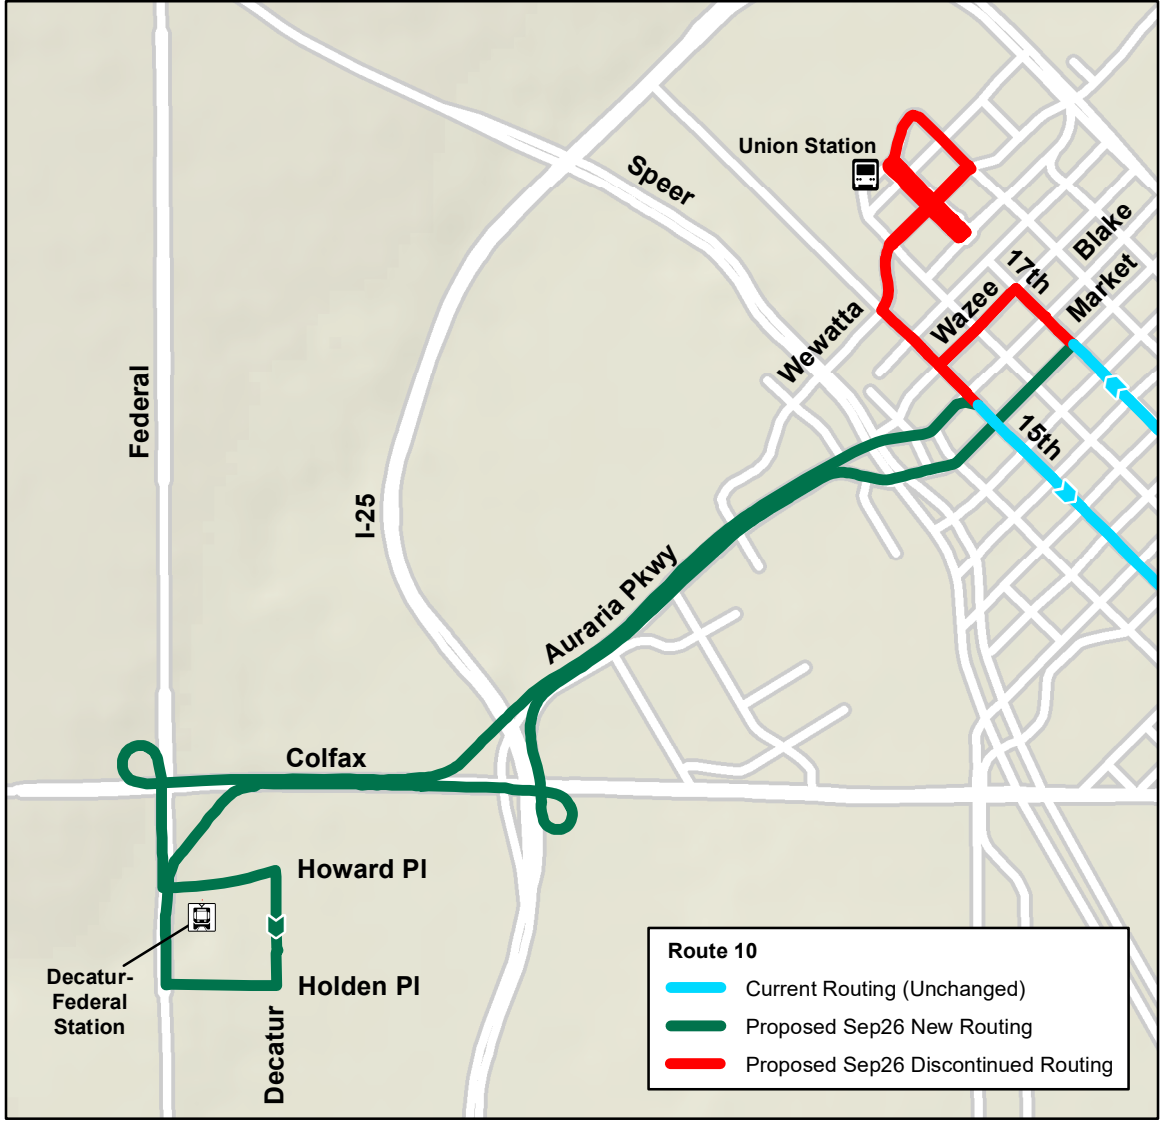 Union Station
Speer
Blake
17th
Market
Wazee
Wewatta
Federal
15th
I-25
Auraria Pkwy
Colfax
Howard Pl
Decatur-
Federal
Station
Holden Pl
Decatur
Route 10
Current Routing (Unchanged)
Proposed Sep26 New Routing
Proposed Sep26 Discontinued Routing